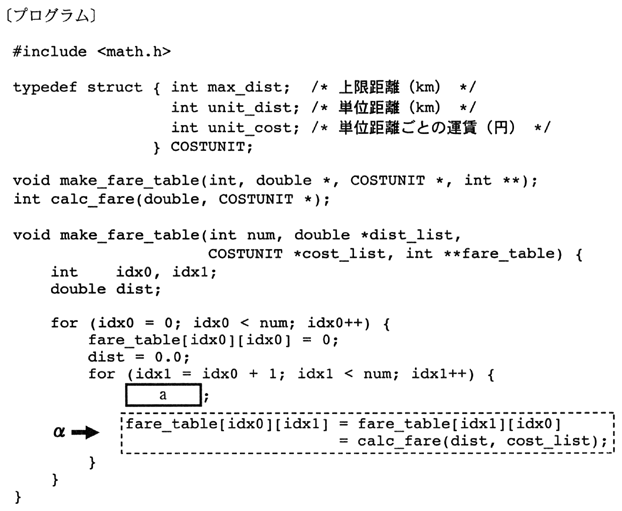 〔プログラム〕
#include <math.h>
typedef struct { int max_dist;  /* 上限距離（km） */
                 int unit_dist; /* 単位距離（km） */
                 int unit_cost; /* 単位距離ごとの運賃（円） */
               } COSTUNIT;
void make_fare_table(int, double *, COSTUNIT *, int **);
int calc_fare(double, COSTUNIT *);
void make_fare_table(int num, double *dist_list,
                     COSTUNIT *cost_list, int **fare_table) {
    int    idx0, idx1;
    double dist;
    for (idx0 = 0; idx0 < num; idx0++) {
        fare_table[idx0][idx0] = 0;
        dist = 0.0;
        for (idx1 = idx0 + 1; idx1 < num; idx1++) {
            a ;
α           fare_table[idx0][idx1] = fare_table[idx1][idx0]
                                   = calc_fare(dist, cost_list);
        }
    }
}